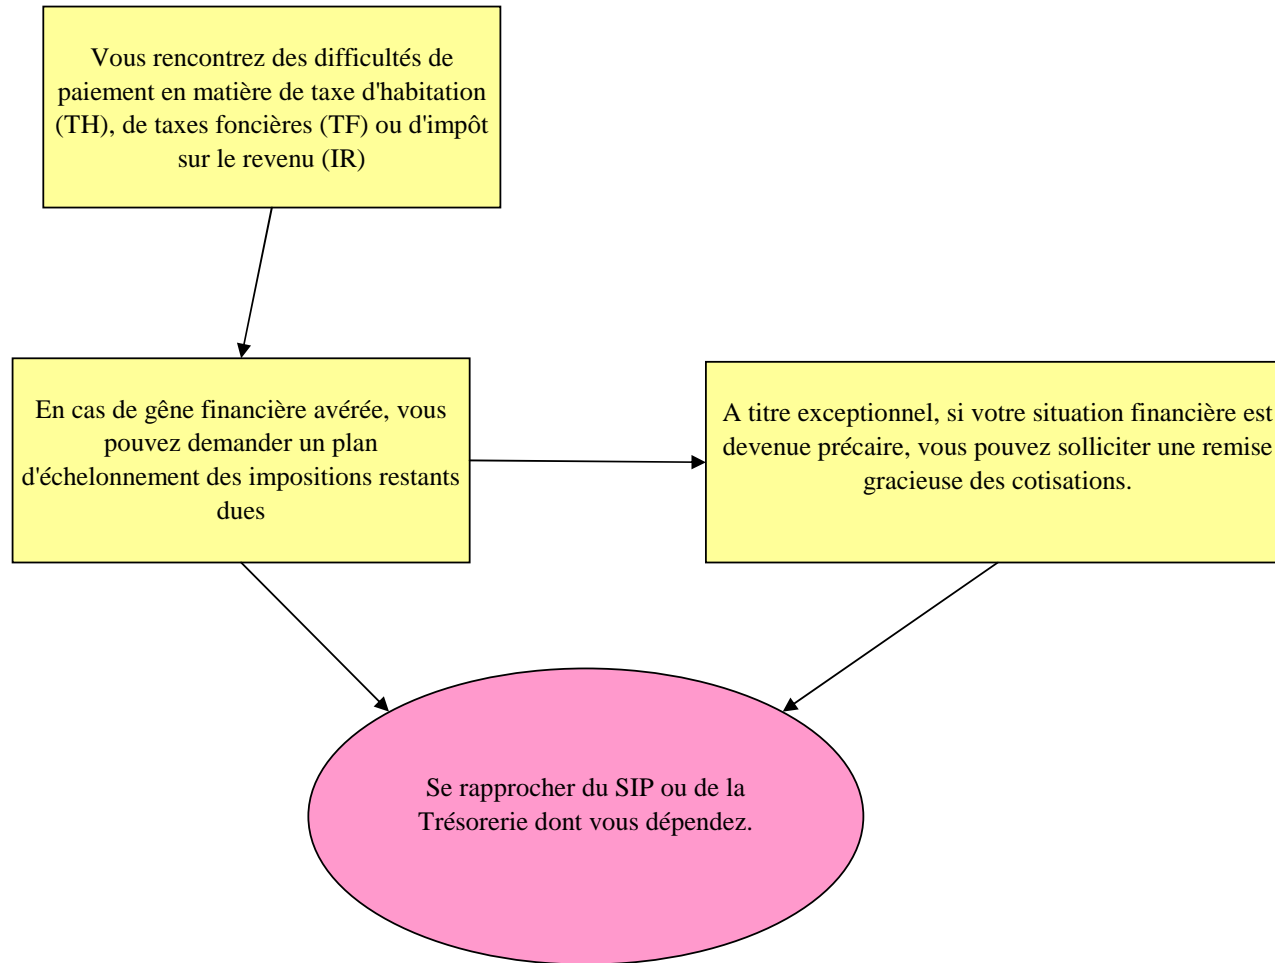 Vous rencontrez des difficultés de
paiement en matière de taxe d'habitation
(TH), de taxes foncières (TF) ou d'impôt
sur le revenu (IR)
En cas de gêne financière avérée, vous
pouvez demander un plan
d'échelonnement des impositions restants
dues
A titre exceptionnel, si votre situation financière est
devenue précaire, vous pouvez solliciter une remise
gracieuse des cotisations.
Se rapprocher du SIP ou de la
Trésorerie dont vous dépendez.